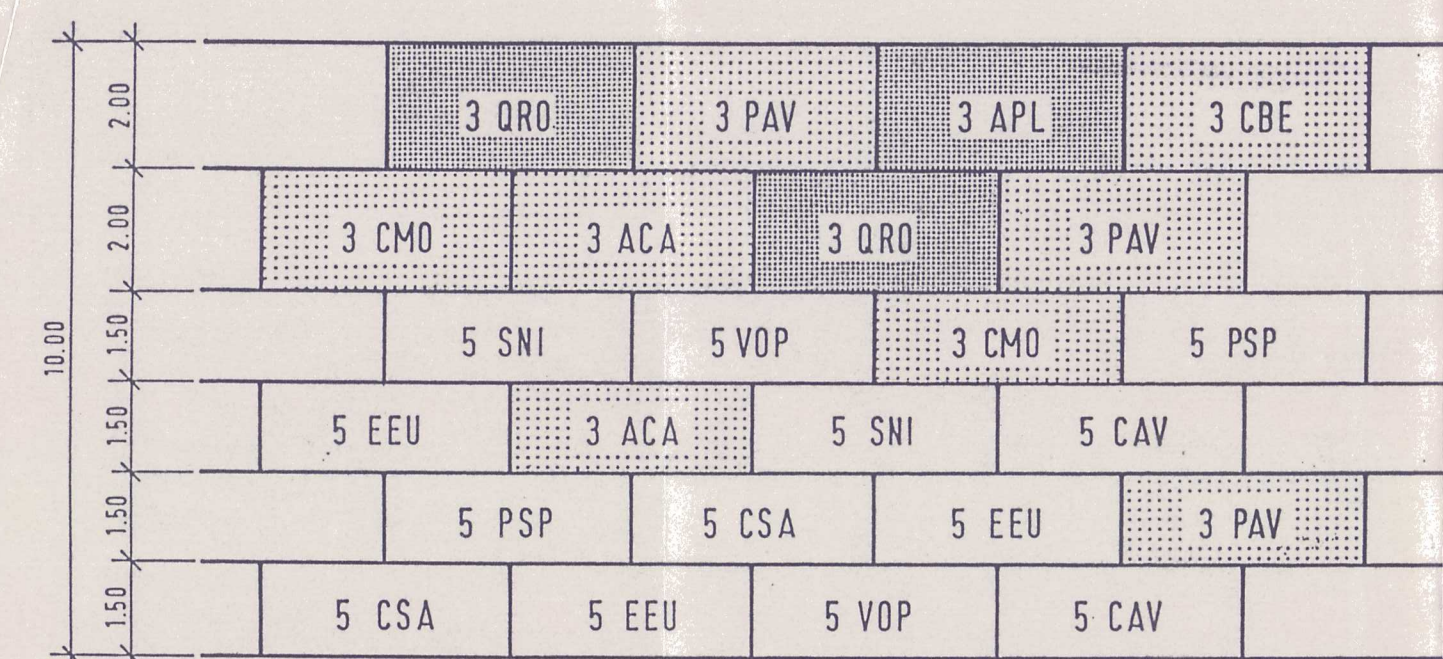 2.00 3 QRO 3 PAV 3 APL 3 CBE
2.00 3 CMO 3 ACA 3 QRO 3 PAV
10.00 1.50 5 SNI 5 VOP 3 CMO 5 PSP
1.50 5 EEU 3 ACA 5 SNI 5 CAV
1.50 5 PSP 5 CSA 5 EEU 3 PAV
1.50 5 CSA 5 EEU 5 VOP 5 CAV